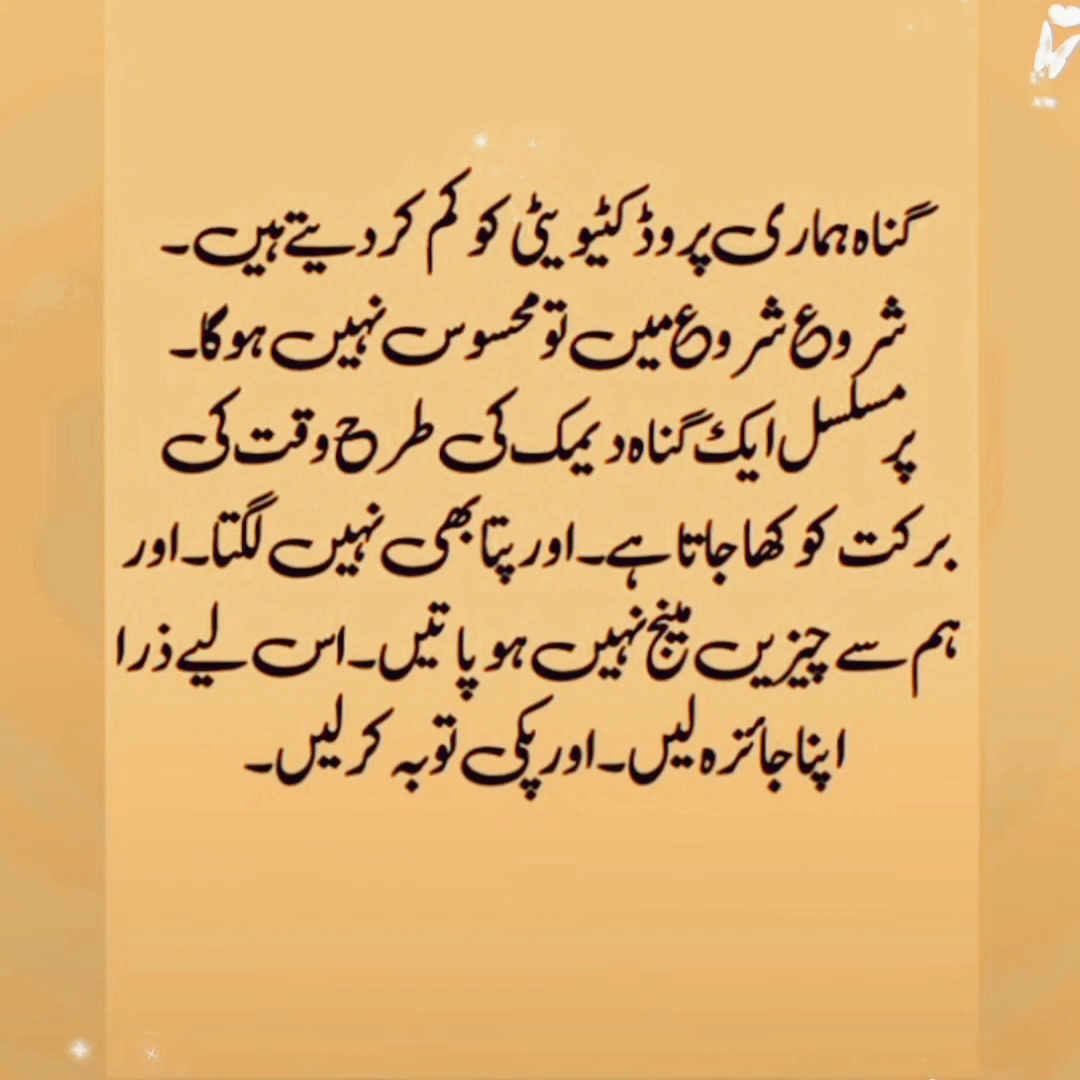 گناہ ہماری پروڈکٹیویٹی کو کم کر دیتے ہیں۔
شروع شروع میں تو محسوس نہیں ہوگا۔
پر مسلسل ایک گناہ دیمک کی طرح وقت کی
برکت کو کھا جاتا ہے۔ اور پتا بھی نہیں لگتا۔ اور
ہم سے چیزیں مینج نہیں ہو پاتیں۔ اس لیے ذرا
اپنا جائزہ لیں۔ اور پکی توبہ کر لیں۔